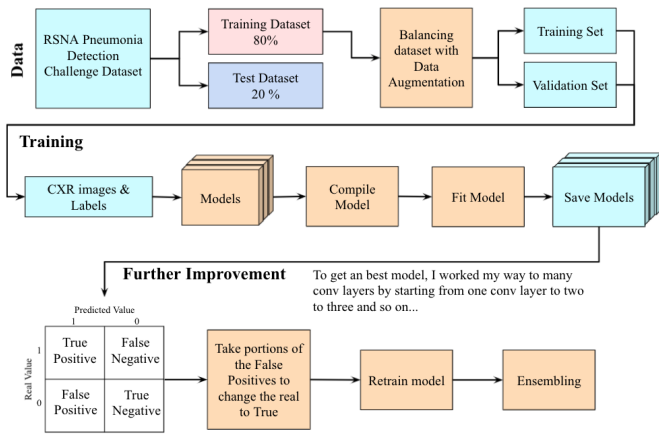 Data
RSNA Pneumonia
Detection
Challenge Dataset
Training Dataset
80%
Test Dataset
20 %
Balancing
dataset with
Data
Augmentation
Training Set
Validation Set
Training
CXR images &
Labels
Models
Compile
Model
Fit Model
Save Models
Further Improvement
To get an best model, I worked my way to many
conv layers by starting from one conv layer to two
to three and so on...
Predicted Value
1 0
Real Value
1
0
True
Positive
False
Negative
False
Positive
True
Negative
Take portions of
the False
Positives to
change the real
to True
Retrain model
Ensembling